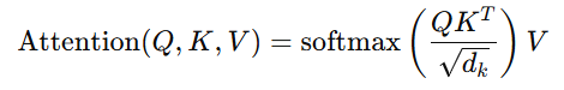 Attention(Q, K, V) = softmax(QK^T / √d_k) V